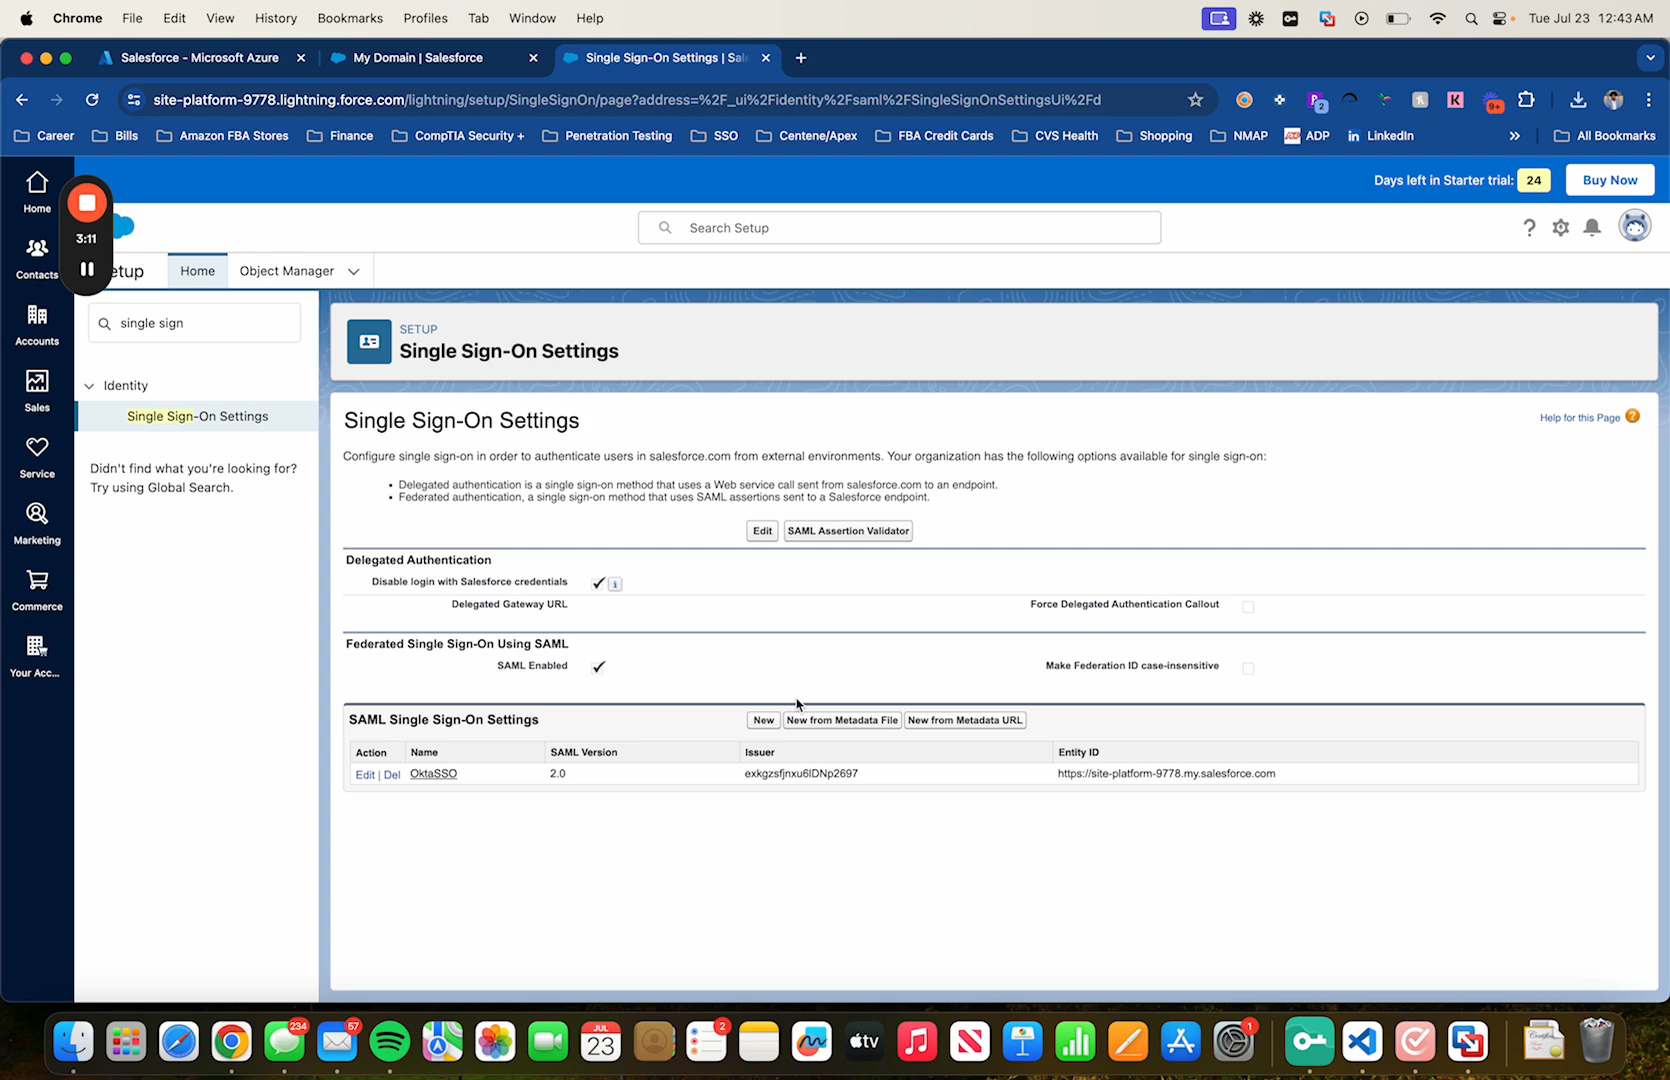 Chrome File Edit View History Bookmarks Profiles Tab Window Help
Tue Jul 23 12:43 AM
Salesforce - Microsoft Azure
My Domain | Salesforce
Single Sign-On Settings | Sal
site-platform-9778.lightning.force.com/lightning/setup/SingleSignOn/page?address=%2F_ui%2Fidentity%2Fsaml%2FSingleSignOnSettingsUi%2Fd
2
K
9+
Career Bills Amazon FBA Stores Finance CompTIA Security + Penetration Testing SSO Centene/Apex FBA Credit Cards CVS Health Shopping NMAP ADP LinkedIn All Bookmarks
Days left in Starter trial: 24 Buy Now
Home
Contacts
Accounts
Sales
Service
Marketing
Commerce
Your Acc...
3:11
Search Setup
etup Home Object Manager
single sign
Identity
Single Sign-On Settings
Didn't find what you're looking for?
Try using Global Search.
SETUP
Single Sign-On Settings
Single Sign-On Settings
Help for this Page
Configure single sign-on in order to authenticate users in salesforce.com from external environments. Your organization has the following options available for single sign-on:
• Delegated authentication is a single sign-on method that uses a Web service call sent from salesforce.com to an endpoint.
• Federated authentication, a single sign-on method that uses SAML assertions sent to a Salesforce endpoint.
Edit SAML Assertion Validator
Delegated Authentication
Disable login with Salesforce credentials
Delegated Gateway URL Force Delegated Authentication Callout
Federated Single Sign-On Using SAML
SAML Enabled Make Federation ID case-insensitive
SAML Single Sign-On Settings New New from Metadata File New from Metadata URL
Action Name SAML Version Issuer Entity ID
Edit | Del OktaSSO 2.0 exkgzsfjnxu6lDNp2697 https://site-platform-9778.my.salesforce.com
234 57 JUL 23 2 tv 1